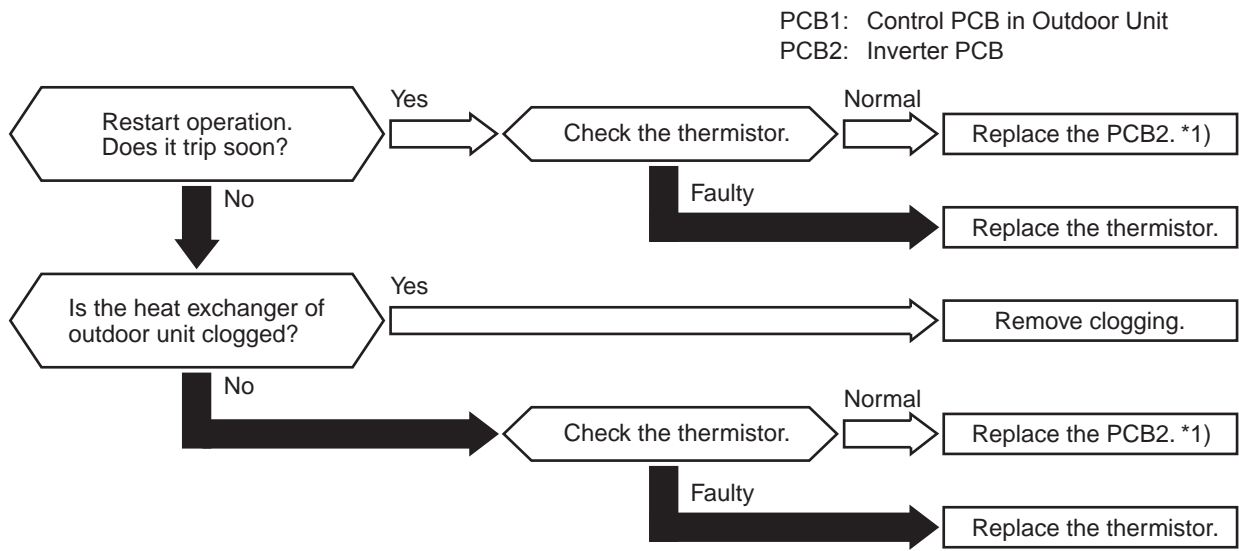 PCB1: Control PCB in Outdoor Unit
PCB2: Inverter PCB
Restart operation.
Does it trip soon?
Yes
Check the thermistor.
Normal
Replace the PCB2. *1)
Faulty
Replace the thermistor.
No
Is the heat exchanger of
outdoor unit clogged?
Yes
Remove clogging.
No
Check the thermistor.
Normal
Replace the PCB2. *1)
Faulty
Replace the thermistor.